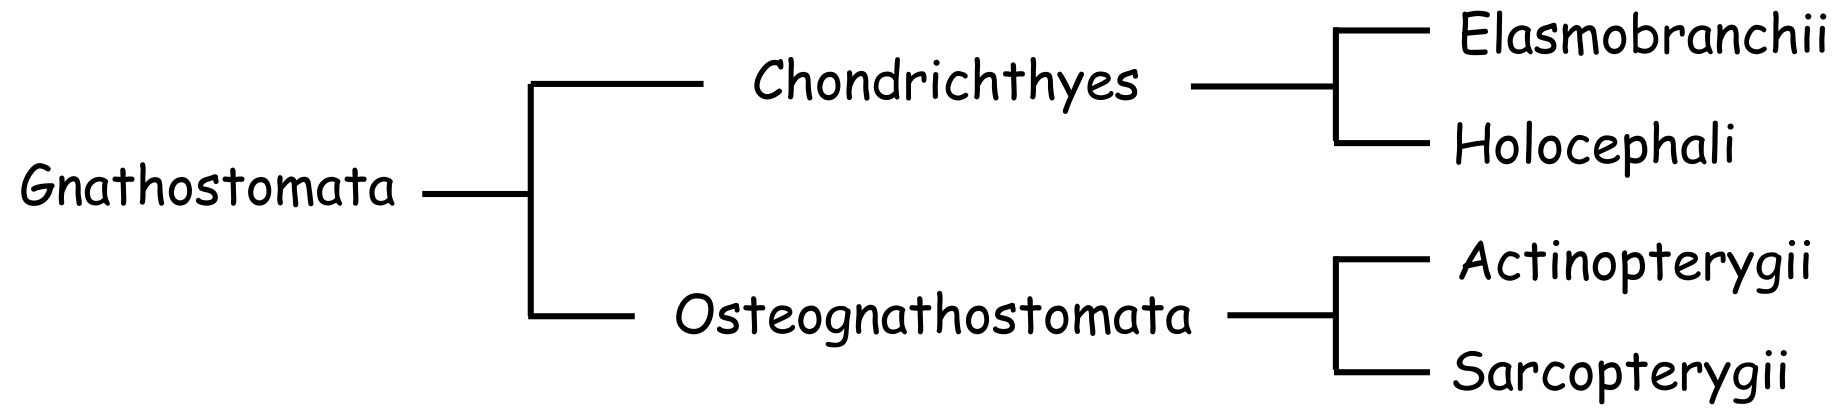 Elasmobranchii
Chondrichthyes
Holocephali
Gnathostomata
Actinopterygii
Osteognathostomata
Sarcopterygii